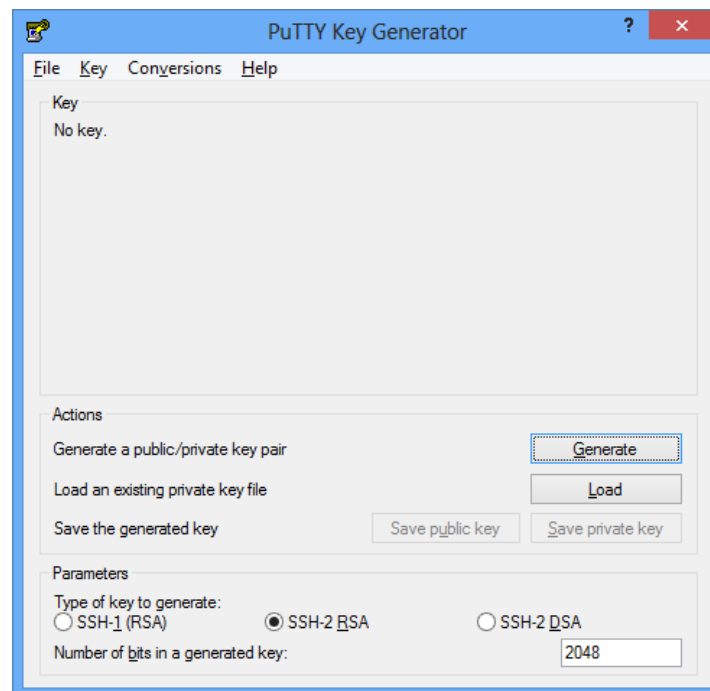 PuTTY Key Generator ? ×
File Key Conversions Help
Key
No key.
Actions
Generate a public/private key pair Generate
Load an existing private key file Load
Save the generated key Save public key Save private key
Parameters
Type of key to generate:
SSH-1 (RSA) SSH-2 RSA SSH-2 DSA
Number of bits in a generated key: 2048